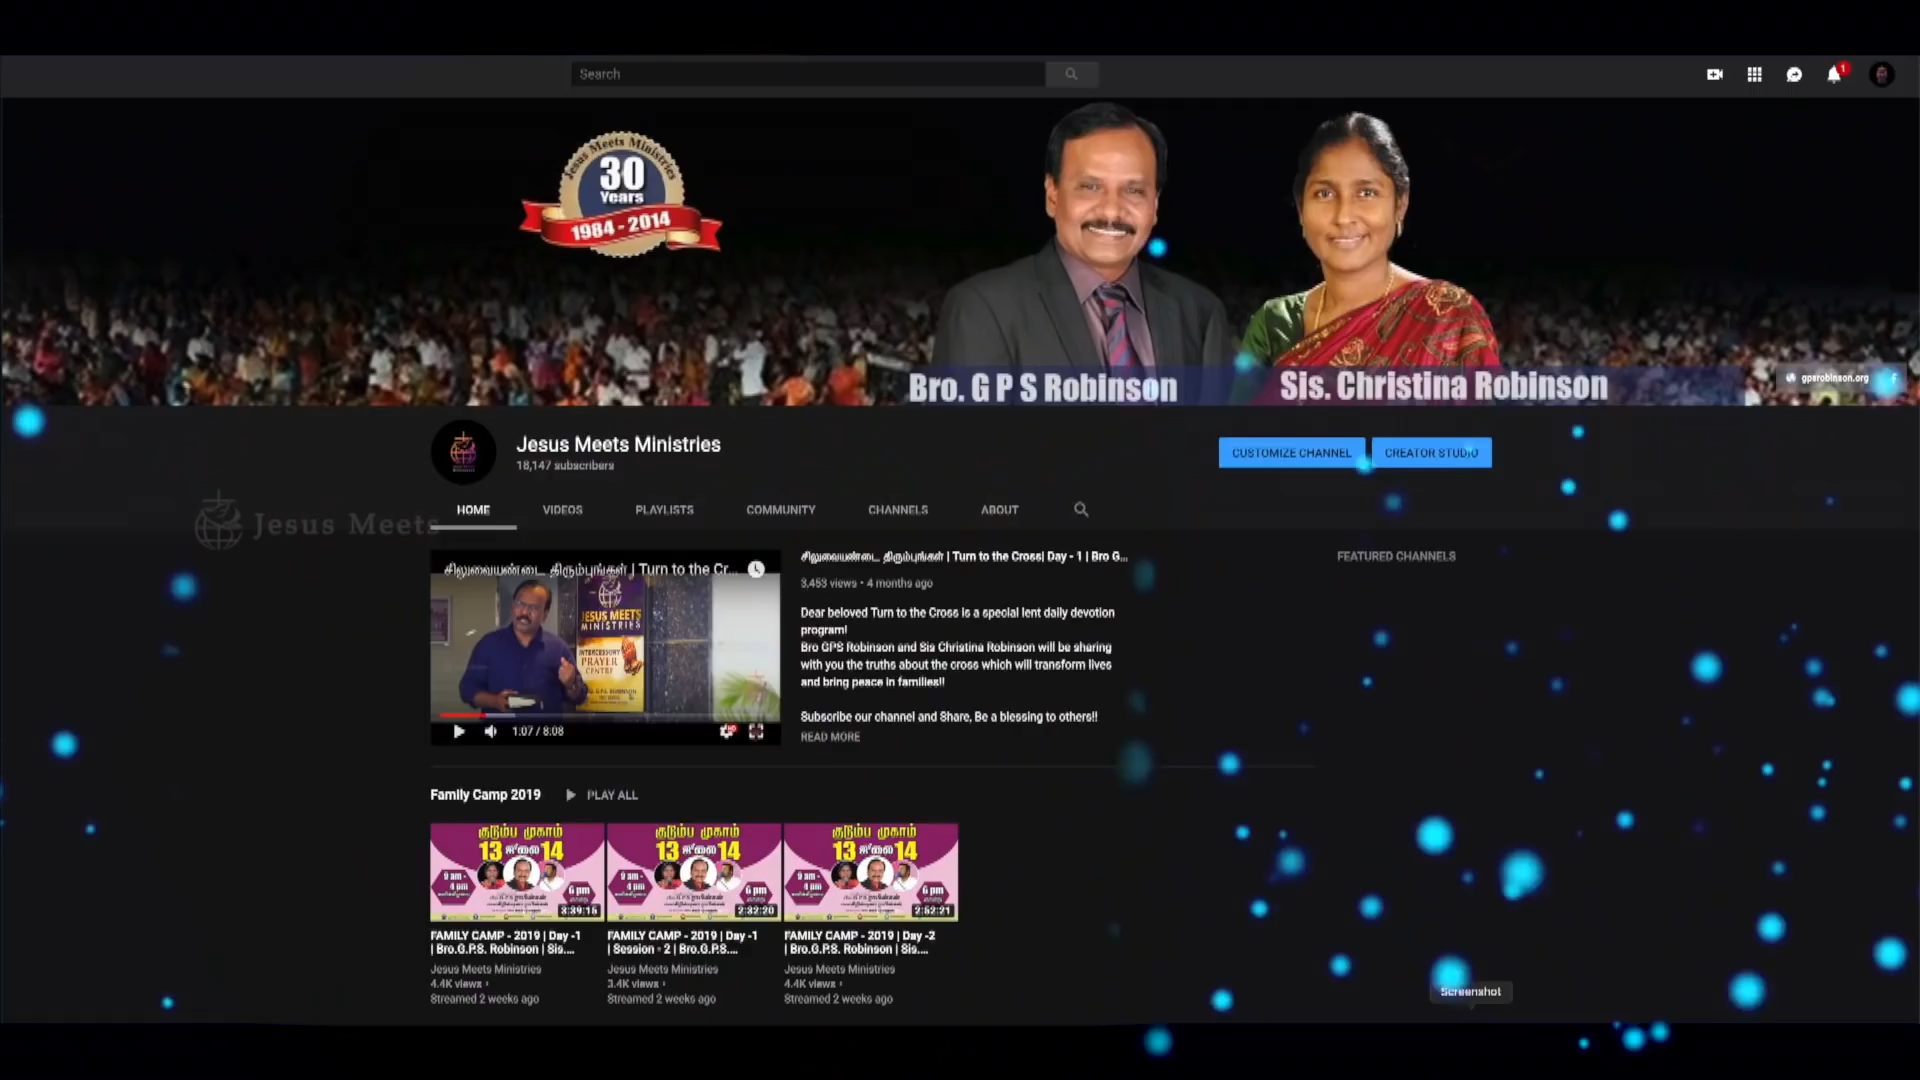 Search
1
Jesus Meets Ministries
30
Years
1984 - 2014
Bro. G P S Robinson
Sis. Christina Robinson
gpsrobinson.org
Jesus Meets Ministries
18,147 subscribers
CUSTOMIZE CHANNEL
CREATOR STUDIO
HOME
VIDEOS
PLAYLISTS
COMMUNITY
CHANNELS
ABOUT
Jesus Meets
சிலுவையண்டை திரும்புங்கள் | Turn to the Cr...
JESUS MEETS
MINISTRIES
INTERCESSORY
PRAYER
CENTRE
1:07 / 8:08
சிலுவையண்டை திரும்புங்கள் | Turn to the Cross| Day - 1 | Bro G...
3,453 views • 4 months ago
Dear beloved Turn to the Cross is a special lent daily devotion
program!
Bro GPS Robinson and Sis Christina Robinson will be sharing
with you the truths about the cross which will transform lives
and bring peace in families!!
Subscribe our channel and Share, Be a blessing to others!!
READ MORE
FEATURED CHANNELS
Family Camp 2019
PLAY ALL
குடும்ப முகாம்
13 ஜூலை 14
9 am -
4 pm
6 pm
3:39:15
FAMILY CAMP - 2019 | Day -1
| Bro.G.P.S. Robinson | Sis....
Jesus Meets Ministries
4.4K views •
Streamed 2 weeks ago
குடும்ப முகாம்
13 ஜூலை 14
9 am -
4 pm
6 pm
2:32:20
FAMILY CAMP - 2019 | Day -1
| Session - 2 | Bro.G.P.S....
Jesus Meets Ministries
3.4K views •
Streamed 2 weeks ago
குடும்ப முகாம்
13 ஜூலை 14
9 am -
4 pm
6 pm
2:52:21
FAMILY CAMP - 2019 | Day -2
| Bro.G.P.S. Robinson | Sis....
Jesus Meets Ministries
4.4K views •
Streamed 2 weeks ago
Screenshot